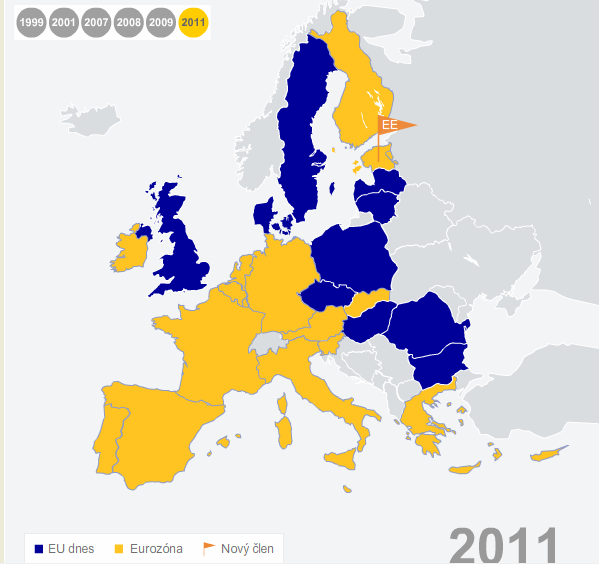 1999 2001 2007 2008 2009 2011
EE
EU dnes Eurozóna Nový člen
2011